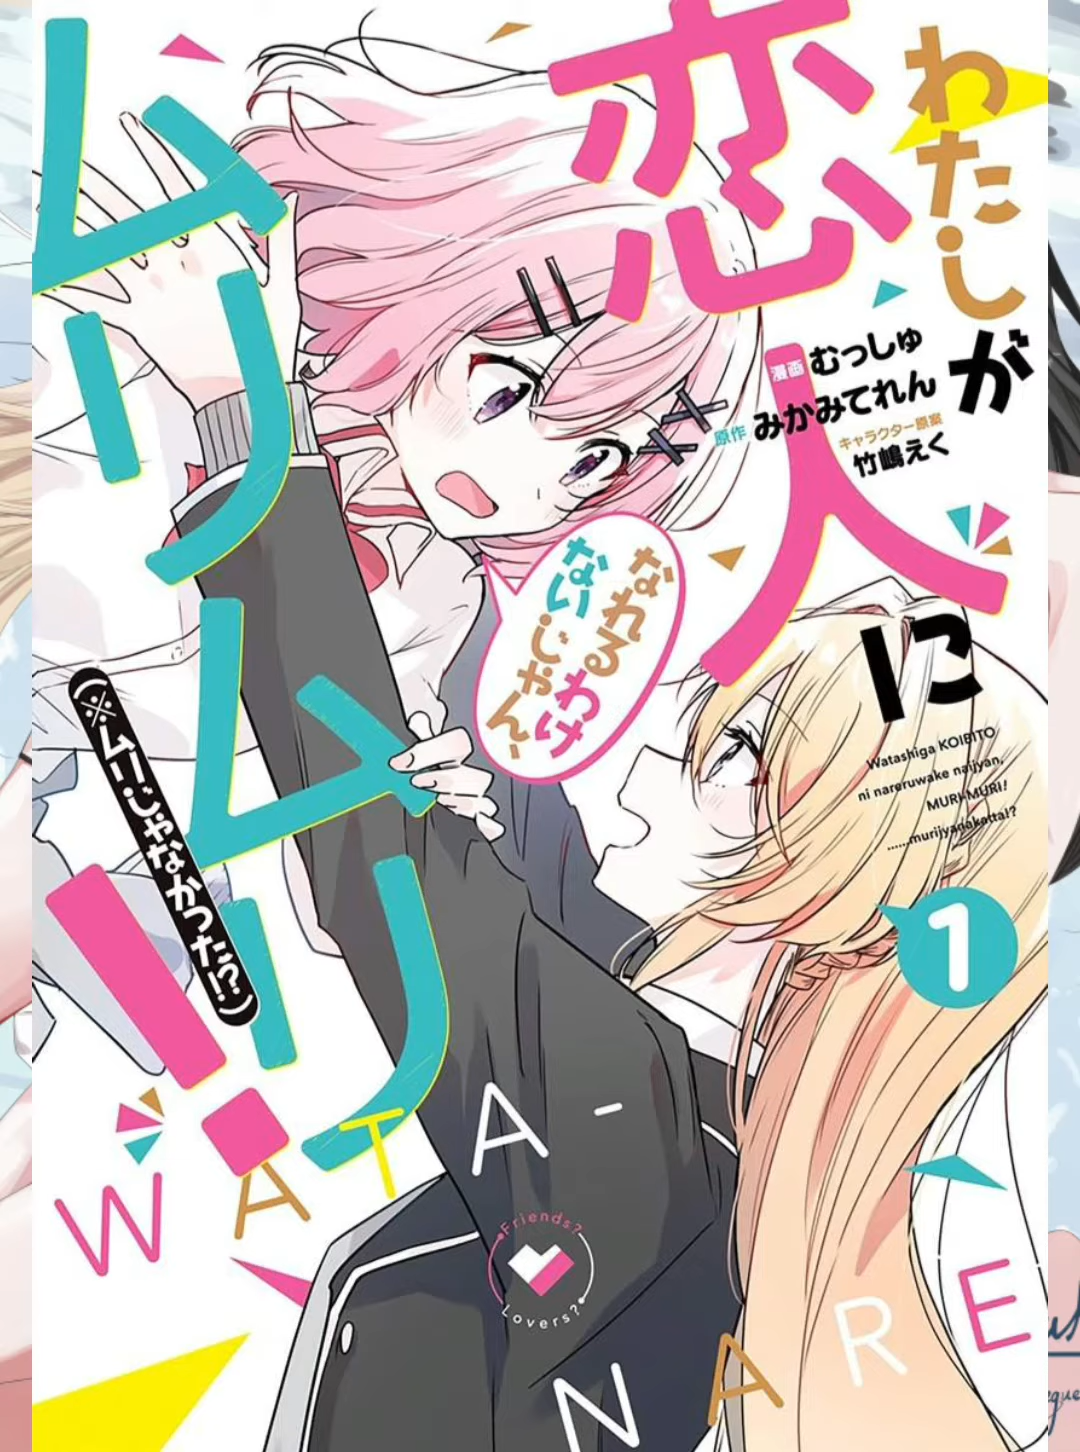 わたしが
恋人に
なれるわけ
ないじゃん、
ムリムリ!
(※ムリじゃなかった!?)
漫画 むっしゅ
原作 みかみてれん
キャラクター原案
竹嶋えく
Watashiga KOIBITO
ni nareruwake naijyan,
MURI-MURI!
......murijyanakatta!?
1
WATA-
NARE
Friends?
Lovers?